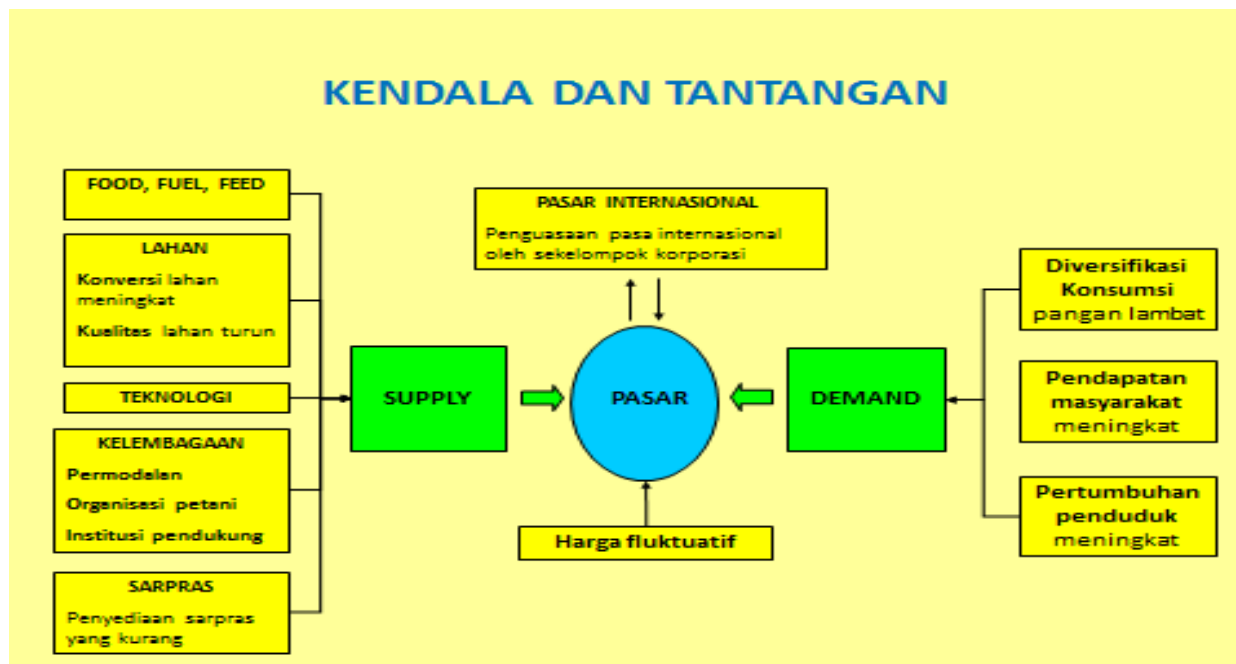 KENDALA DAN TANTANGAN
FOOD, FUEL, FEED
LAHAN
Konversi lahan
meningkat
Kualitas lahan turun
TEKNOLOGI
KELEMBAGAAN
Permodalan
Organisasi petani
Institusi pendukung
SARPRAS
Penyediaan sarpras
yang kurang
SUPPLY
PASAR INTERNASIONAL
Penguasaan pasa internasional
oleh sekelompok korporasi
PASAR
Harga fluktuatif
DEMAND
Diversifikasi
Konsumsi
pangan lambat
Pendapatan
masyarakat
meningkat
Pertumbuhan
penduduk
meningkat